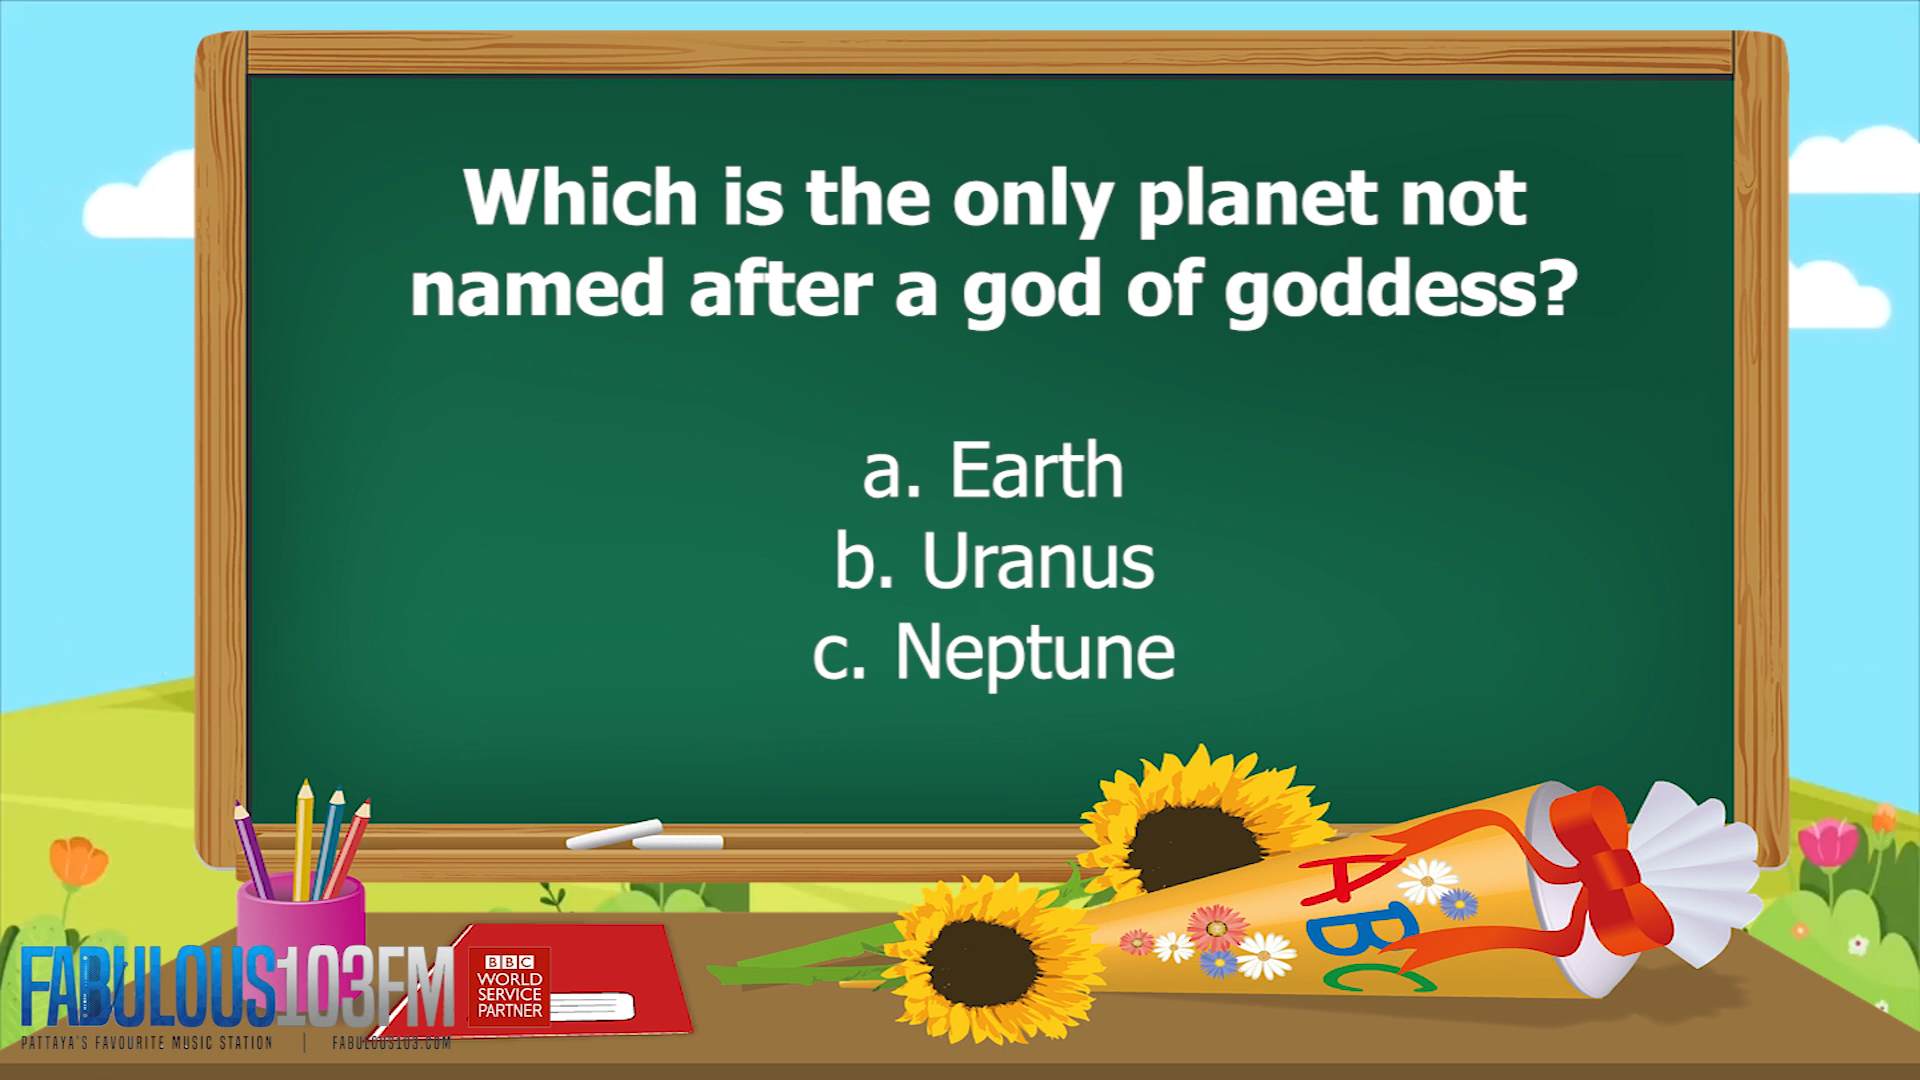 Which is the only planet not
named after a god of goddess?
a. Earth
b. Uranus
c. Neptune
ABC
FABULOUS103FM
PATTAYA'S FAVOURITE MUSIC STATION | FABULOUS103.COM
BBC
WORLD
SERVICE
PARTNER